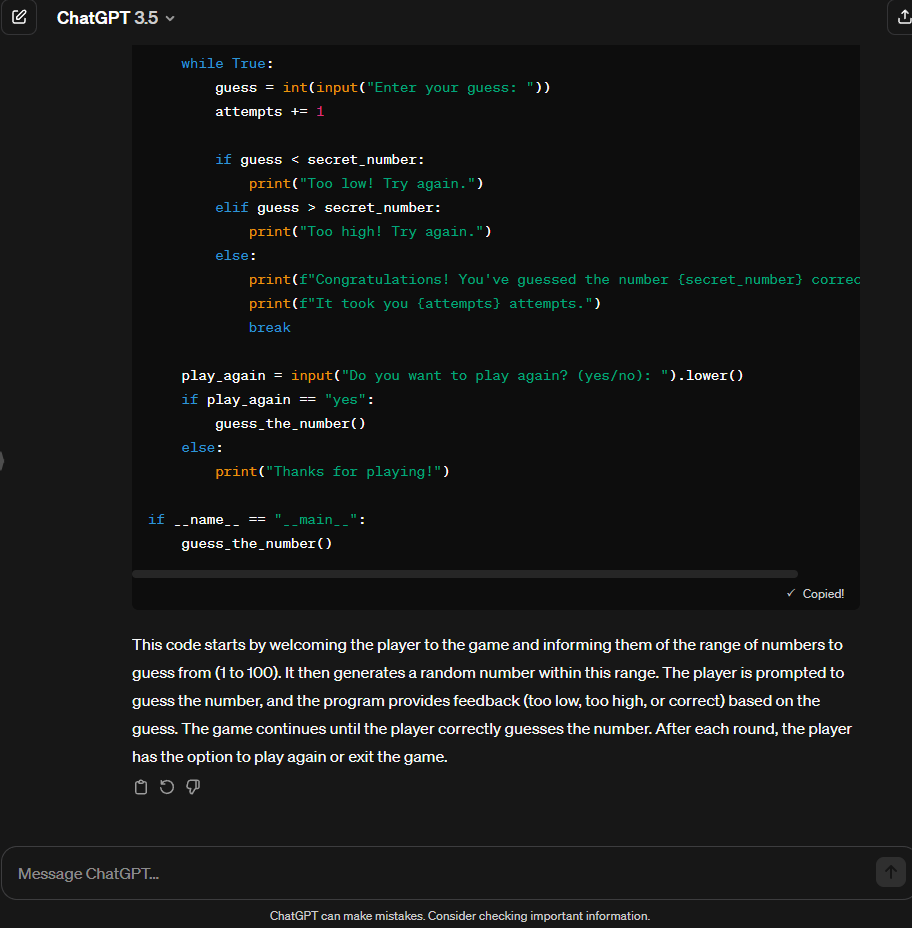 ChatGPT 3.5
while True:
guess = int(input("Enter your guess: "))
attempts += 1
if guess < secret_number:
print("Too low! Try again.")
elif guess > secret_number:
print("Too high! Try again.")
else:
print(f"Congratulations! You've guessed the number {secret_number} correc
print(f"It took you {attempts} attempts.")
break
play_again = input("Do you want to play again? (yes/no): ").lower()
if play_again == "yes":
guess_the_number()
else:
print("Thanks for playing!")
if __name__ == "__main__":
guess_the_number()
✓ Copied!
This code starts by welcoming the player to the game and informing them of the range of numbers to
guess from (1 to 100). It then generates a random number within this range. The player is prompted to
guess the number, and the program provides feedback (too low, too high, or correct) based on the
guess. The game continues until the player correctly guesses the number. After each round, the player
has the option to play again or exit the game.
Message ChatGPT...
ChatGPT can make mistakes. Consider checking important information.